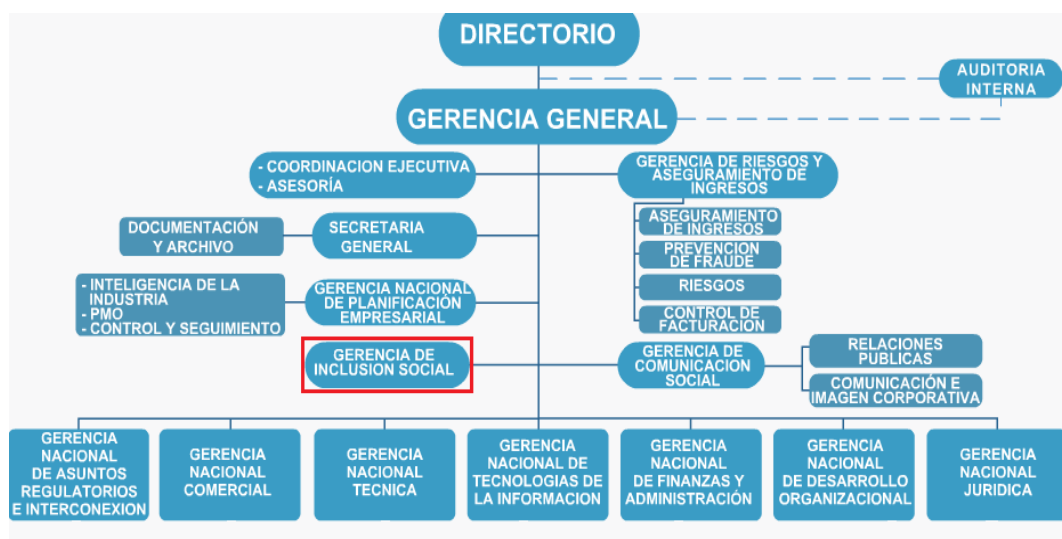 DIRECTORIO
AUDITORIA
INTERNA
GERENCIA GENERAL
- COORDINACION EJECUTIVA
- ASESORÍA
GERENCIA DE RIESGOS Y
ASEGURAMIENTO DE
INGRESOS
DOCUMENTACIÓN
Y ARCHIVO
SECRETARIA
GENERAL
ASEGURAMIENTO
DE INGRESOS
PREVENCION
DE FRAUDE
RIESGOS
CONTROL DE
FACTURACION
- INTELIGENCIA DE LA
INDUSTRIA
- PMO
- CONTROL Y SEGUIMIENTO
GERENCIA NACIONAL
DE PLANIFICACIÓN
EMPRESARIAL
GERENCIA DE
INCLUSION SOCIAL
GERENCIA DE
COMUNICACION
SOCIAL
RELACIONES
PUBLICAS
COMUNICACIÓN E
IMAGEN CORPORATIVA
GERENCIA
NACIONAL
DE ASUNTOS
REGULATORIOS
E INTERCONEXION
GERENCIA
NACIONAL
COMERCIAL
GERENCIA
NACIONAL
TECNICA
GERENCIA
NACIONAL DE
TECNOLOGIAS DE
LA INFORMACION
GERENCIA
NACIONAL
DE FINANZAS Y
ADMINISTRACIÓN
GERENCIA
NACIONAL
DE DESARROLLO
ORGANIZACIONAL
GERENCIA
NACIONAL
JURIDICA